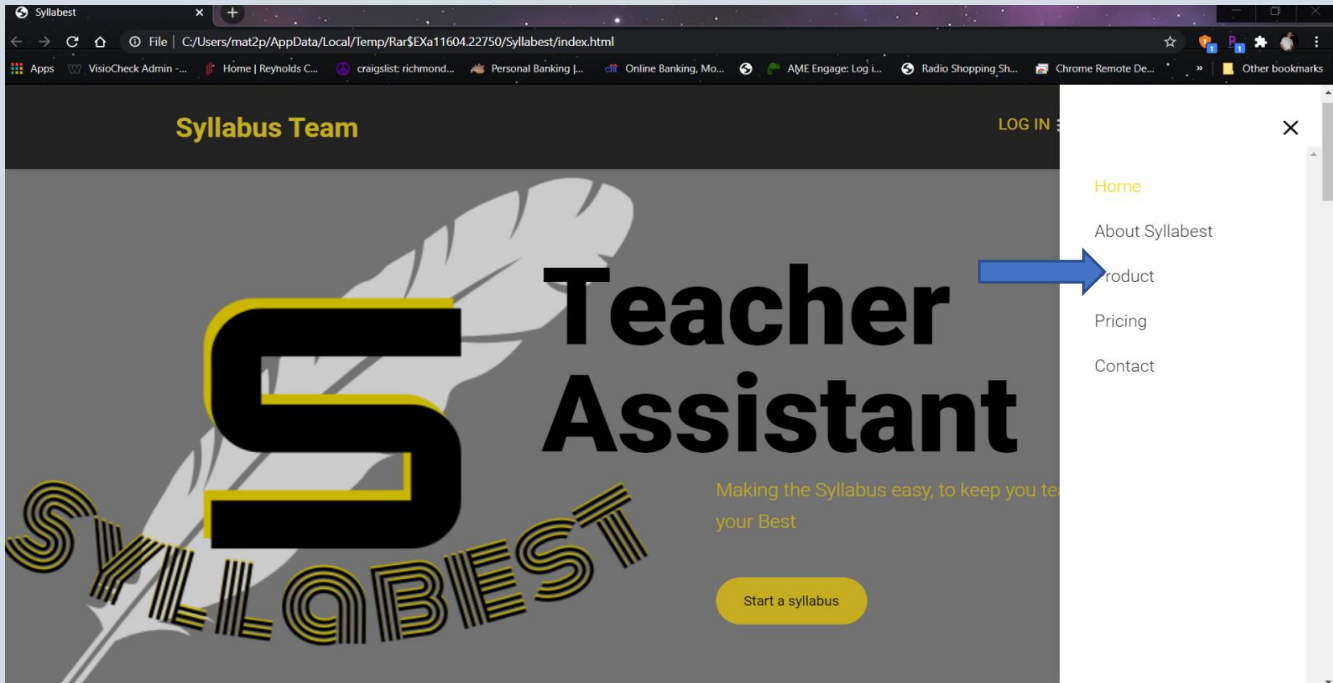 Syllabest
File | C:/Users/mat2p/AppData/Local/Temp/Rar$EXa11604.22750/Syllabest/index.html
Apps VisioCheck Admin -... Home | Reynolds C... craigslist: richmond... Personal Banking |... Online Banking, Mo... AME Engage: Log i... Radio Shopping Sh... Chrome Remote De... » Other bookmarks
Syllabus Team
LOG IN
Home
About Syllabest
Product
Pricing
Contact
Teacher
Assistant
Making the Syllabus easy, to keep you te
your Best
Start a syllabus
S
SYLLABEST